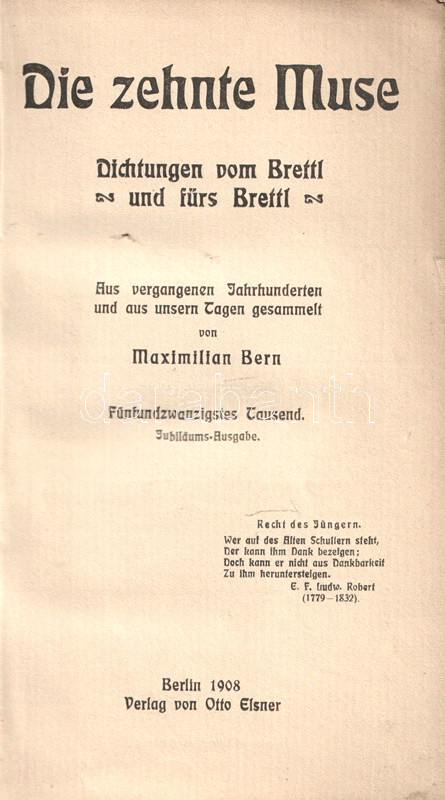 Die zehnte Muse
Dichtungen vom Brettl
und fürs Brettl
Aus vergangenen Jahrhunderten
und aus unsern Tagen gesammelt
von
Maximilian Bern
darabanth
Fünfundzwanzigstes Tausend.
Jubiläums-Ausgabe.
Recht des Jüngern.
Wer auf des Alten Schultern steht,
Der kann ihm Dank bezeigen;
Doch kann er nicht aus Dankbarkeit
Zu ihm heruntersteigen.
E. F. Ludw. Robert
(1779—1832).
Berlin 1908
Verlag von Otto Elsner